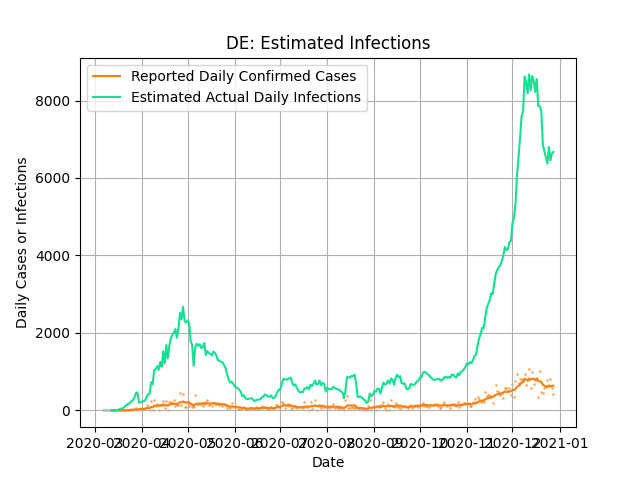 DE: Estimated Infections
Reported Daily Confirmed Cases
Estimated Actual Daily Infections
8000
6000
4000
2000
0
Daily Cases or Infections
2020-03 2020-04 2020-05 2020-06 2020-07 2020-08 2020-09 2020-10 2020-11 2020-12 2021-01
Date